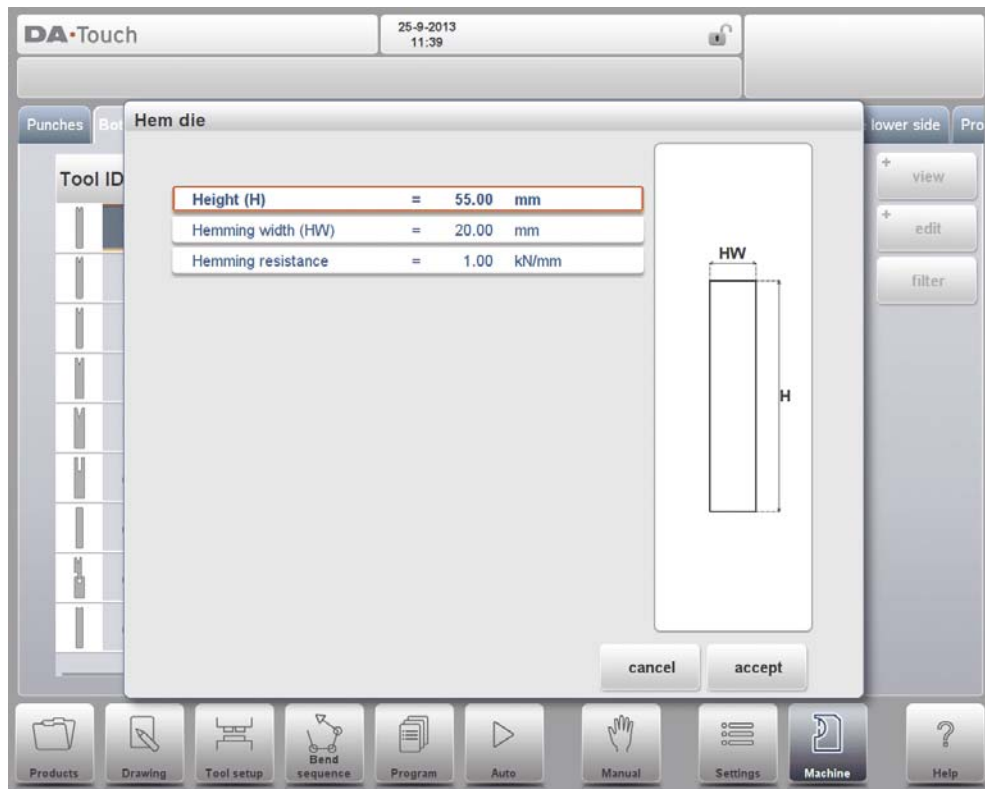 DA·Touch
25-9-2013
11:39
Punches
Bot
lower side
Pro
Hem die
Tool ID
+
view
+
edit
filter
Height (H) = 55.00 mm
Hemming width (HW) = 20.00 mm
Hemming resistance = 1.00 kN/mm
HW
H
cancel
accept
Products
Drawing
Tool setup
Bend
sequence
Program
Auto
Manual
Settings
Machine
?
Help